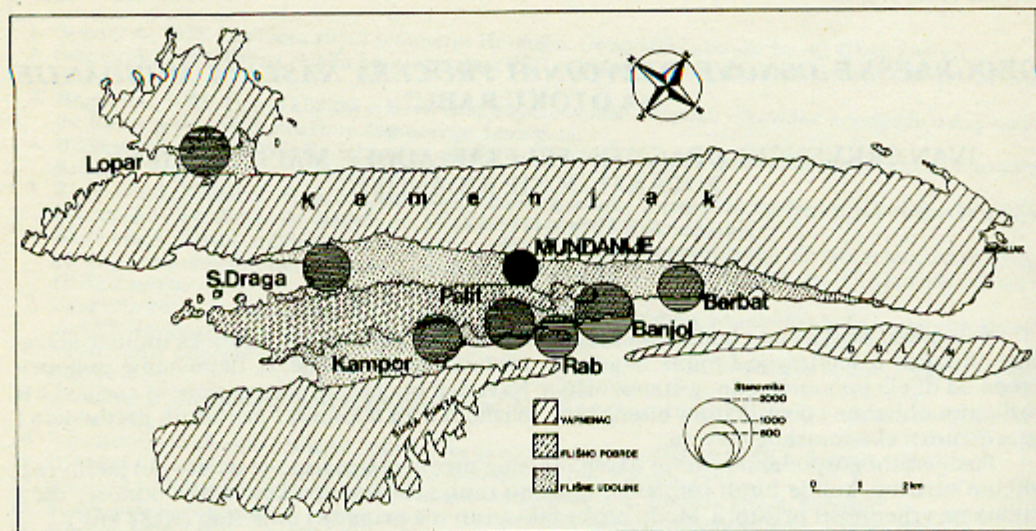 Lopar
K a m e n j a k
MUNDANIJE
S.Draga
Palit
Barbat
Banjol
Kampor
Rab
D O L I N
Stanovnika
2000
1000
500
VAPNENAC
FLIŠNO POBRĐE
FLIŠNE UDOLINE
0 1 2 km